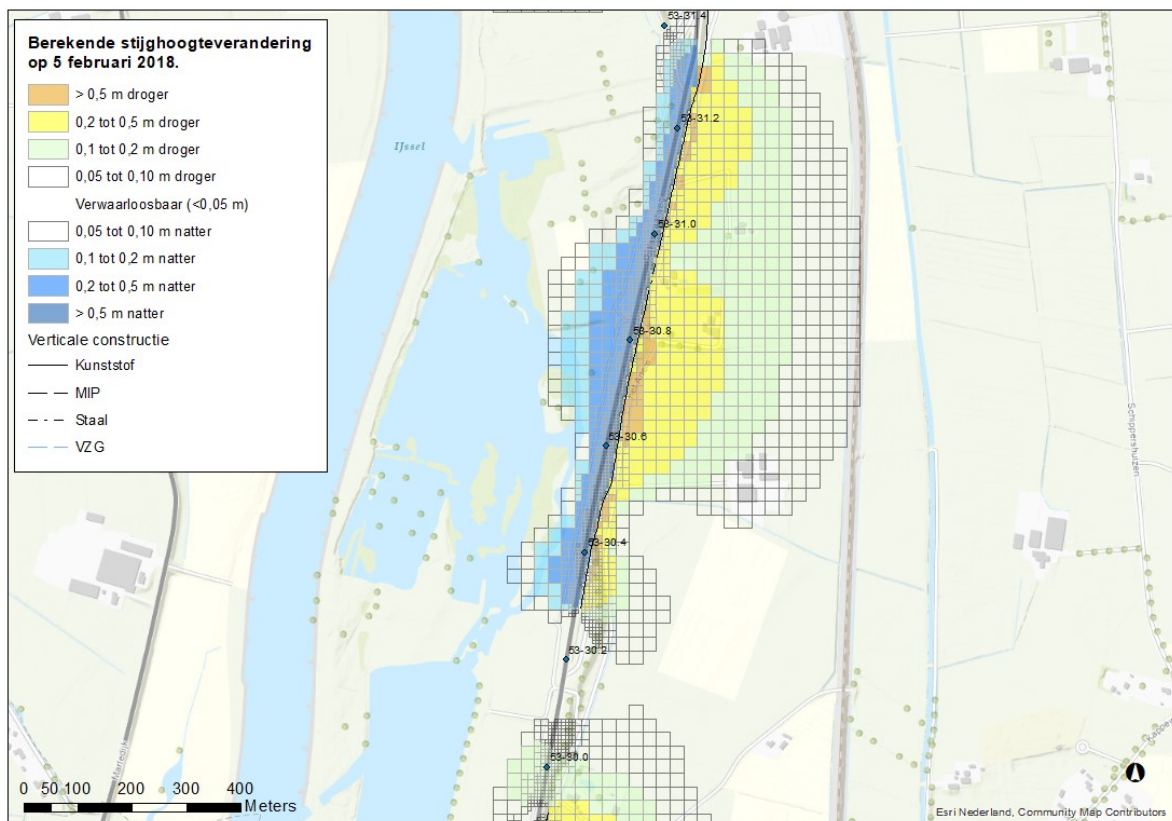 Berekende stijghoogteverandering
op 5 februari 2018.
> 0,5 m droger
0,2 tot 0,5 m droger
0,1 tot 0,2 m droger
0,05 tot 0,10 m droger
Verwaarloosbaar (<0,05 m)
0,05 tot 0,10 m natter
0,1 tot 0,2 m natter
0,2 tot 0,5 m natter
> 0,5 m natter
Verticale constructie
Kunststof
MIP
Staal
VZG
IJssel
53-31.4
53-31.2
53-31.0
53-30.8
53-30.6
53-30.4
53-30.2
53-30.0
Schippershuizen
Marledijk
Kappe
0 50 100 200 300 400
Meters
Esri Nederland, Community Map Contributors